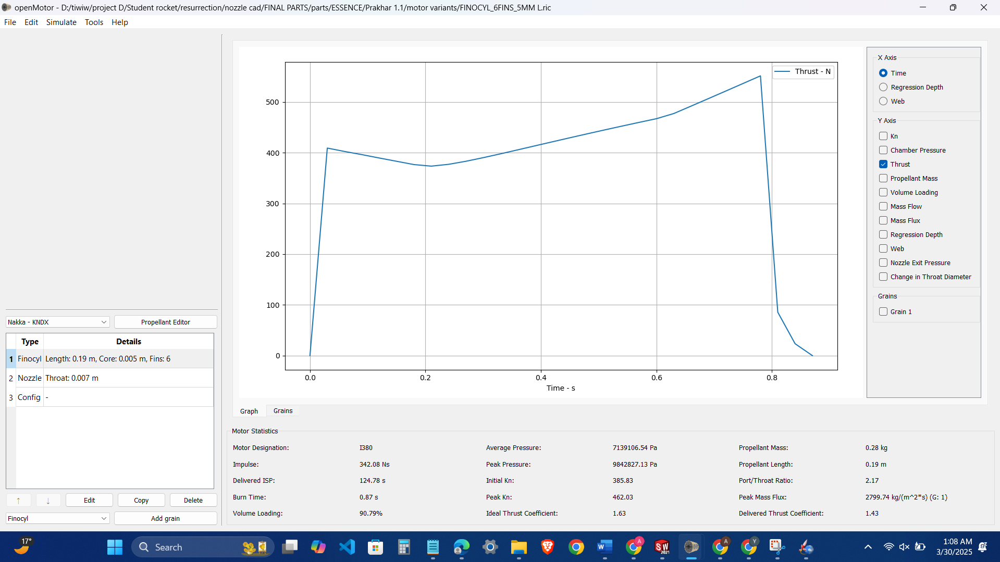 openMotor - D:/tiwiw/project D/Student rocket/resurrection/nozzle cad/FINAL PARTS/parts/ESSENCE/Prakhar 1.1/motor variants/FINOCYL_6FINS_5MM L.ric
File Edit Simulate Tools Help
Nakka - KNDX
Propellant Editor
Type Details
1 Finocyl Length: 0.19 m, Core: 0.005 m, Fins: 6
2 Nozzle Throat: 0.007 m
3 Config -
↑ ↓ Edit Copy Delete
Finocyl
Add grain
Thrust - N
500
400
300
200
100
0
0.0 0.2 0.4 0.6 0.8
Time - s
X Axis
Time
Regression Depth
Web
Y Axis
Kn
Chamber Pressure
Thrust
Propellant Mass
Volume Loading
Mass Flow
Mass Flux
Regression Depth
Web
Nozzle Exit Pressure
Change in Throat Diameter
Grains
Grain 1
Graph Grains
Motor Statistics
Motor Designation: I380 Average Pressure: 7139106.54 Pa Propellant Mass: 0.28 kg
Impulse: 342.08 Ns Peak Pressure: 9842827.13 Pa Propellant Length: 0.19 m
Delivered ISP: 124.78 s Initial Kn: 385.83 Port/Throat Ratio: 2.17
Burn Time: 0.87 s Peak Kn: 462.03 Peak Mass Flux: 2799.74 kg/(m^2*s) (G: 1)
Volume Loading: 90.79% Ideal Thrust Coefficient: 1.63 Delivered Thrust Coefficient: 1.43
17°
Search
W
A
SW
2021
A
Y
1:08 AM
3/30/2025